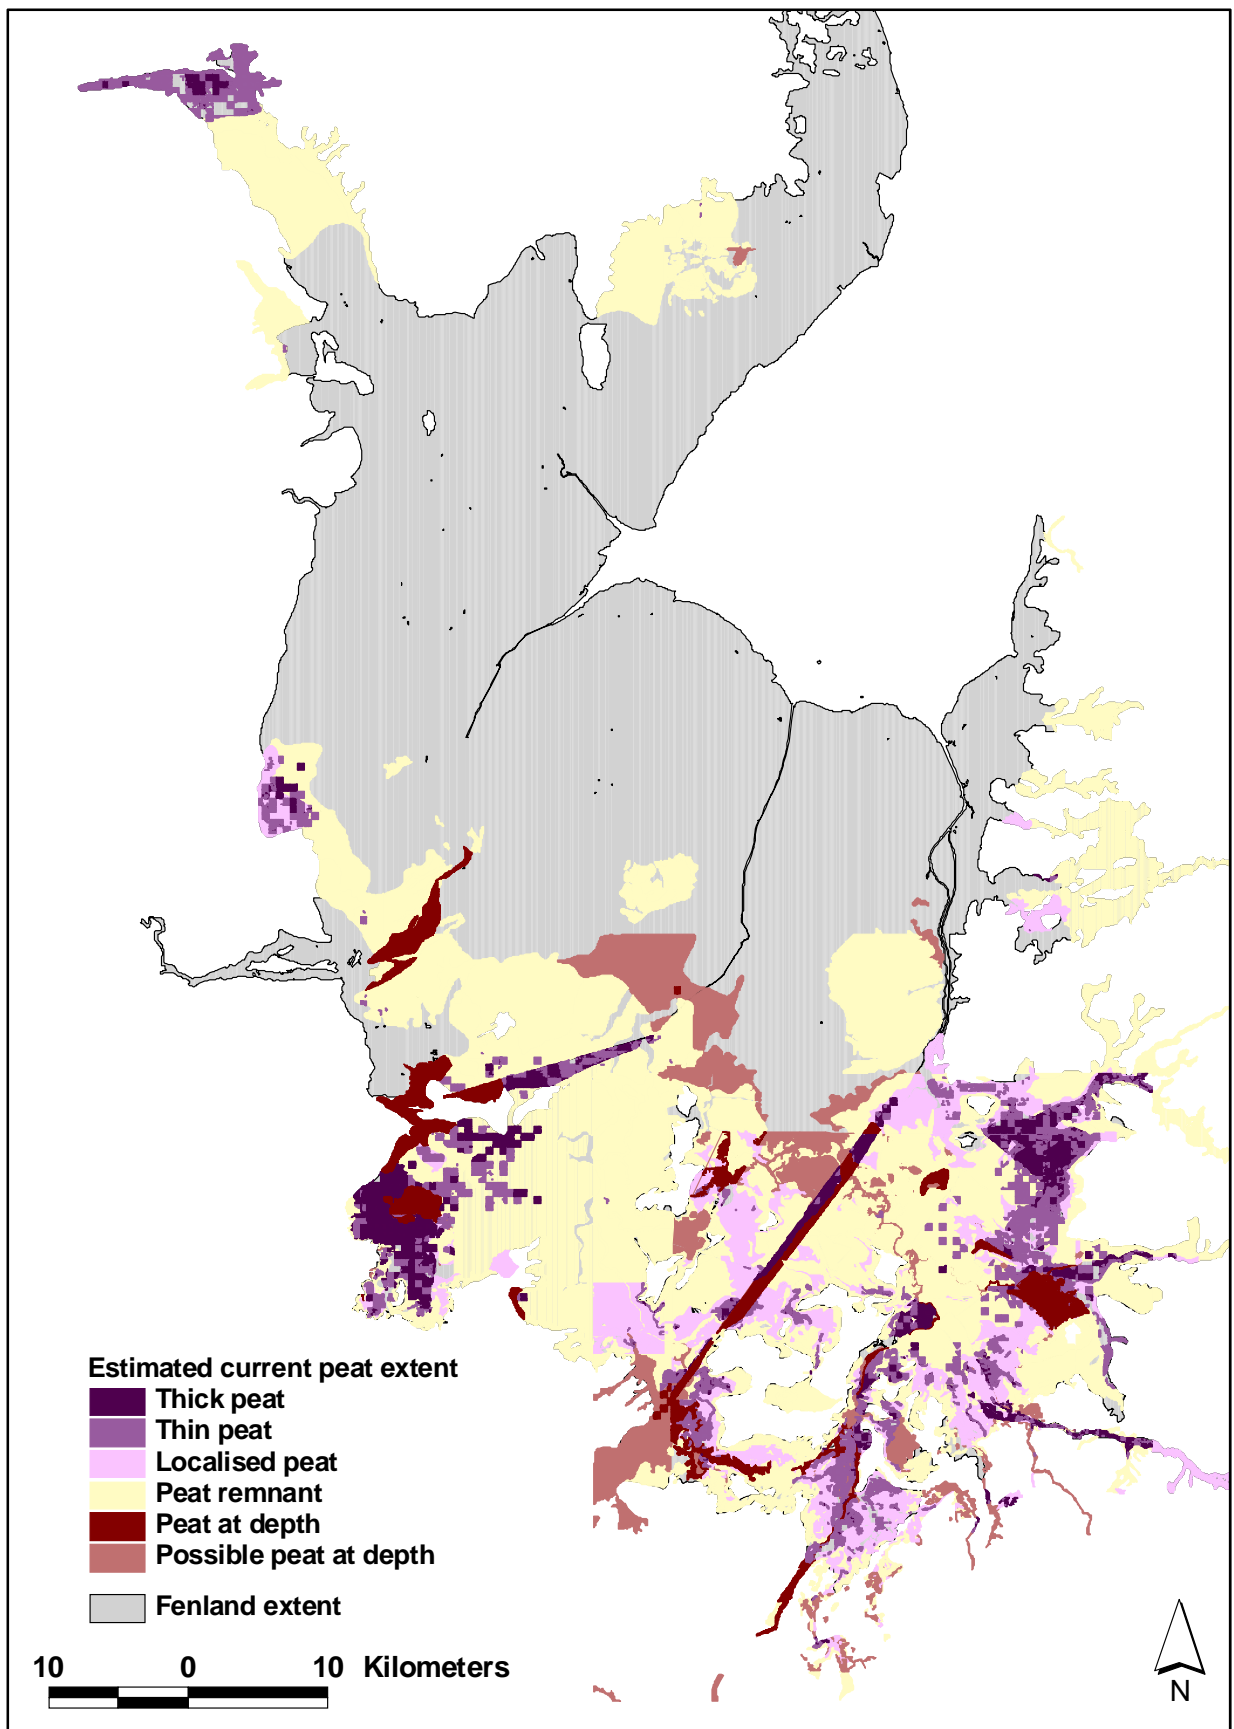 Estimated current peat extent
Thick peat
Thin peat
Localised peat
Peat remnant
Peat at depth
Possible peat at depth
Fenland extent
10 0 10 Kilometers
N